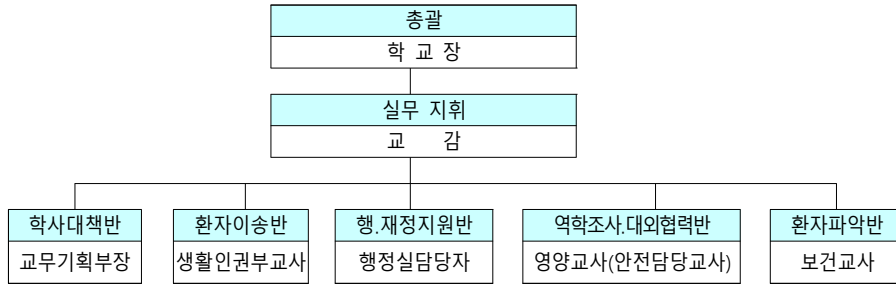 총괄
학 교 장
실무 지휘
교 감
학사대책반
교무기획부장
환자이송반
생활인권부교사
행.재정지원반
행정실담당자
역학조사.대외협력반
영양교사(안전담당교사)
환자파악반
보건교사